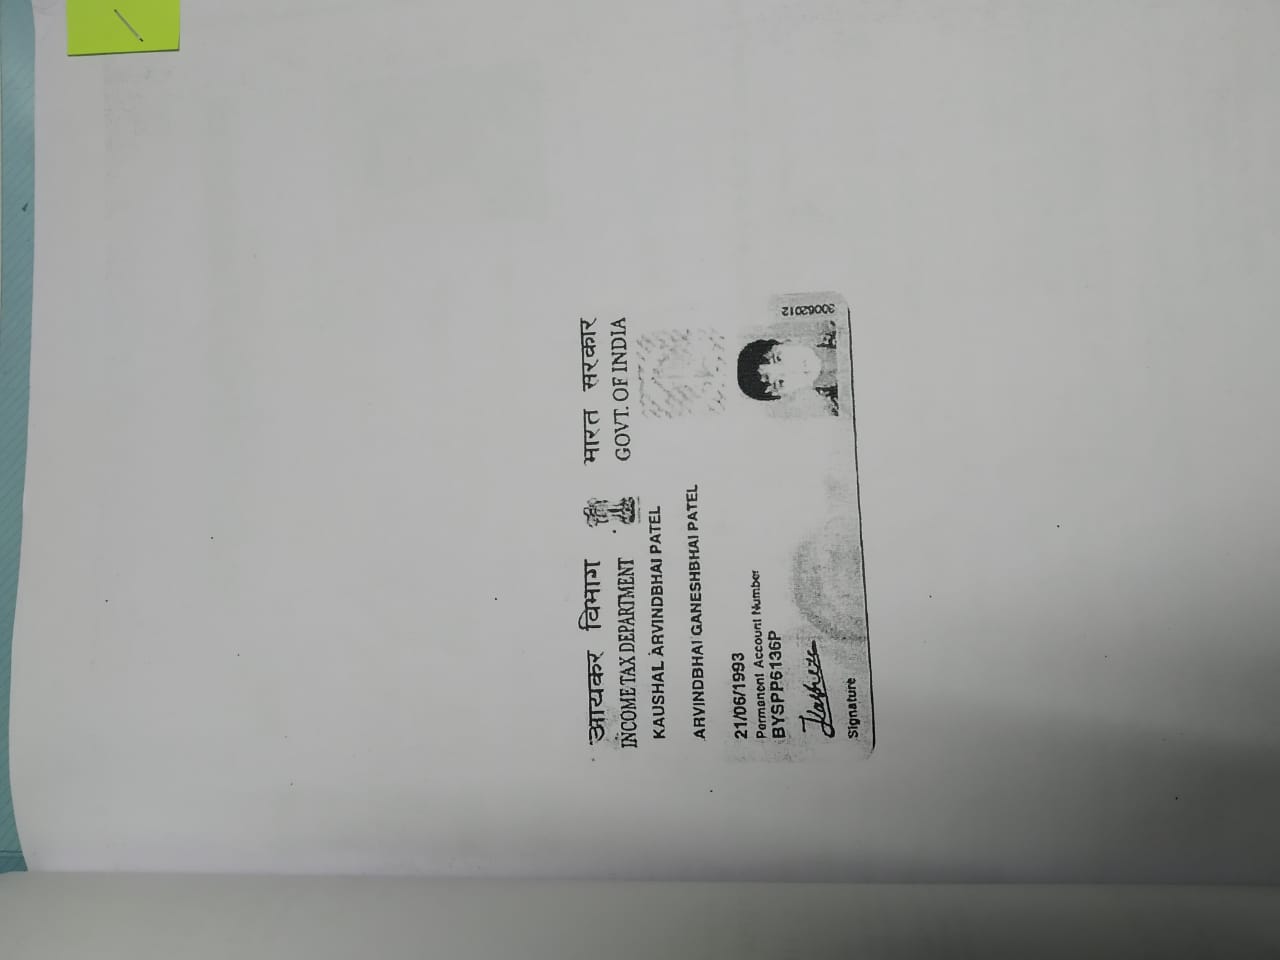 आयकर विभाग भारत सरकार
INCOME TAX DEPARTMENT GOVT. OF INDIA
KAUSHAL ARVINDBHAI PATEL
ARVINDBHAI GANESHBHAI PATEL
21/06/1993
Permanent Account Number
BYSPP6136P
Signature
30062012